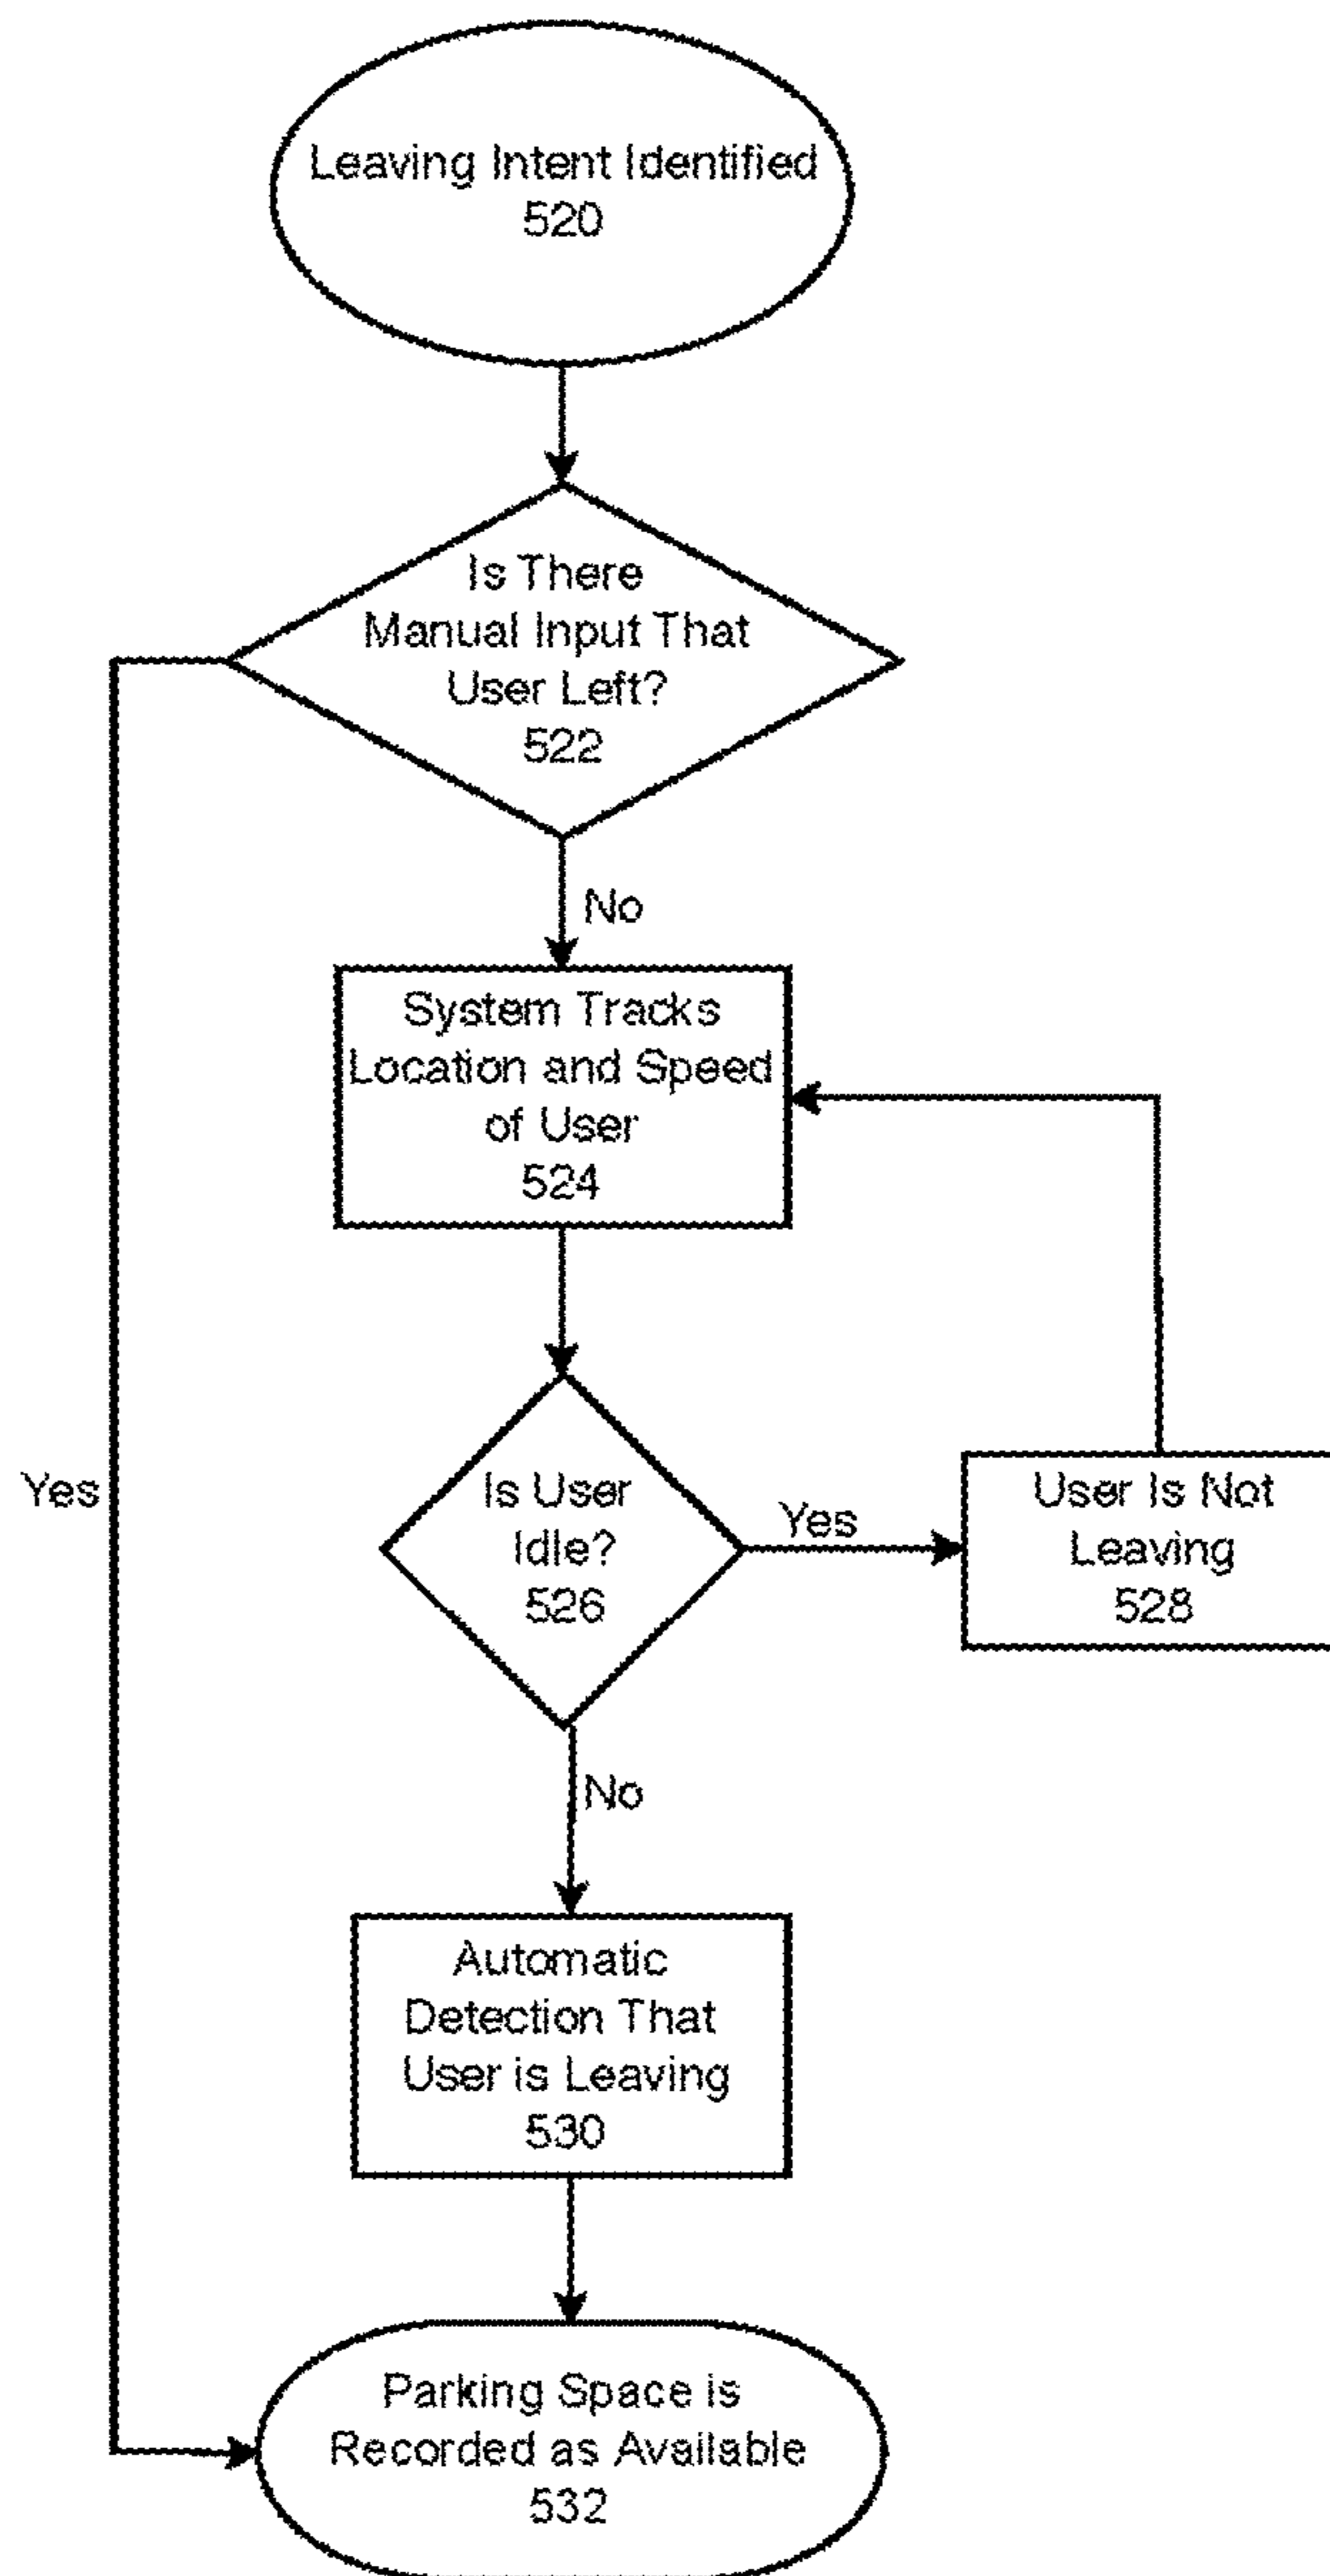 Leaving Intent Identified
520
Is There
Manual Input That
User Left?
522
No
System Tracks
Location and Speed
of User
524
Yes
Is User
Idle?
526
Yes
User Is Not
Leaving
528
No
Automatic
Detection That
User is Leaving
530
Parking Space is
Recorded as Available
532